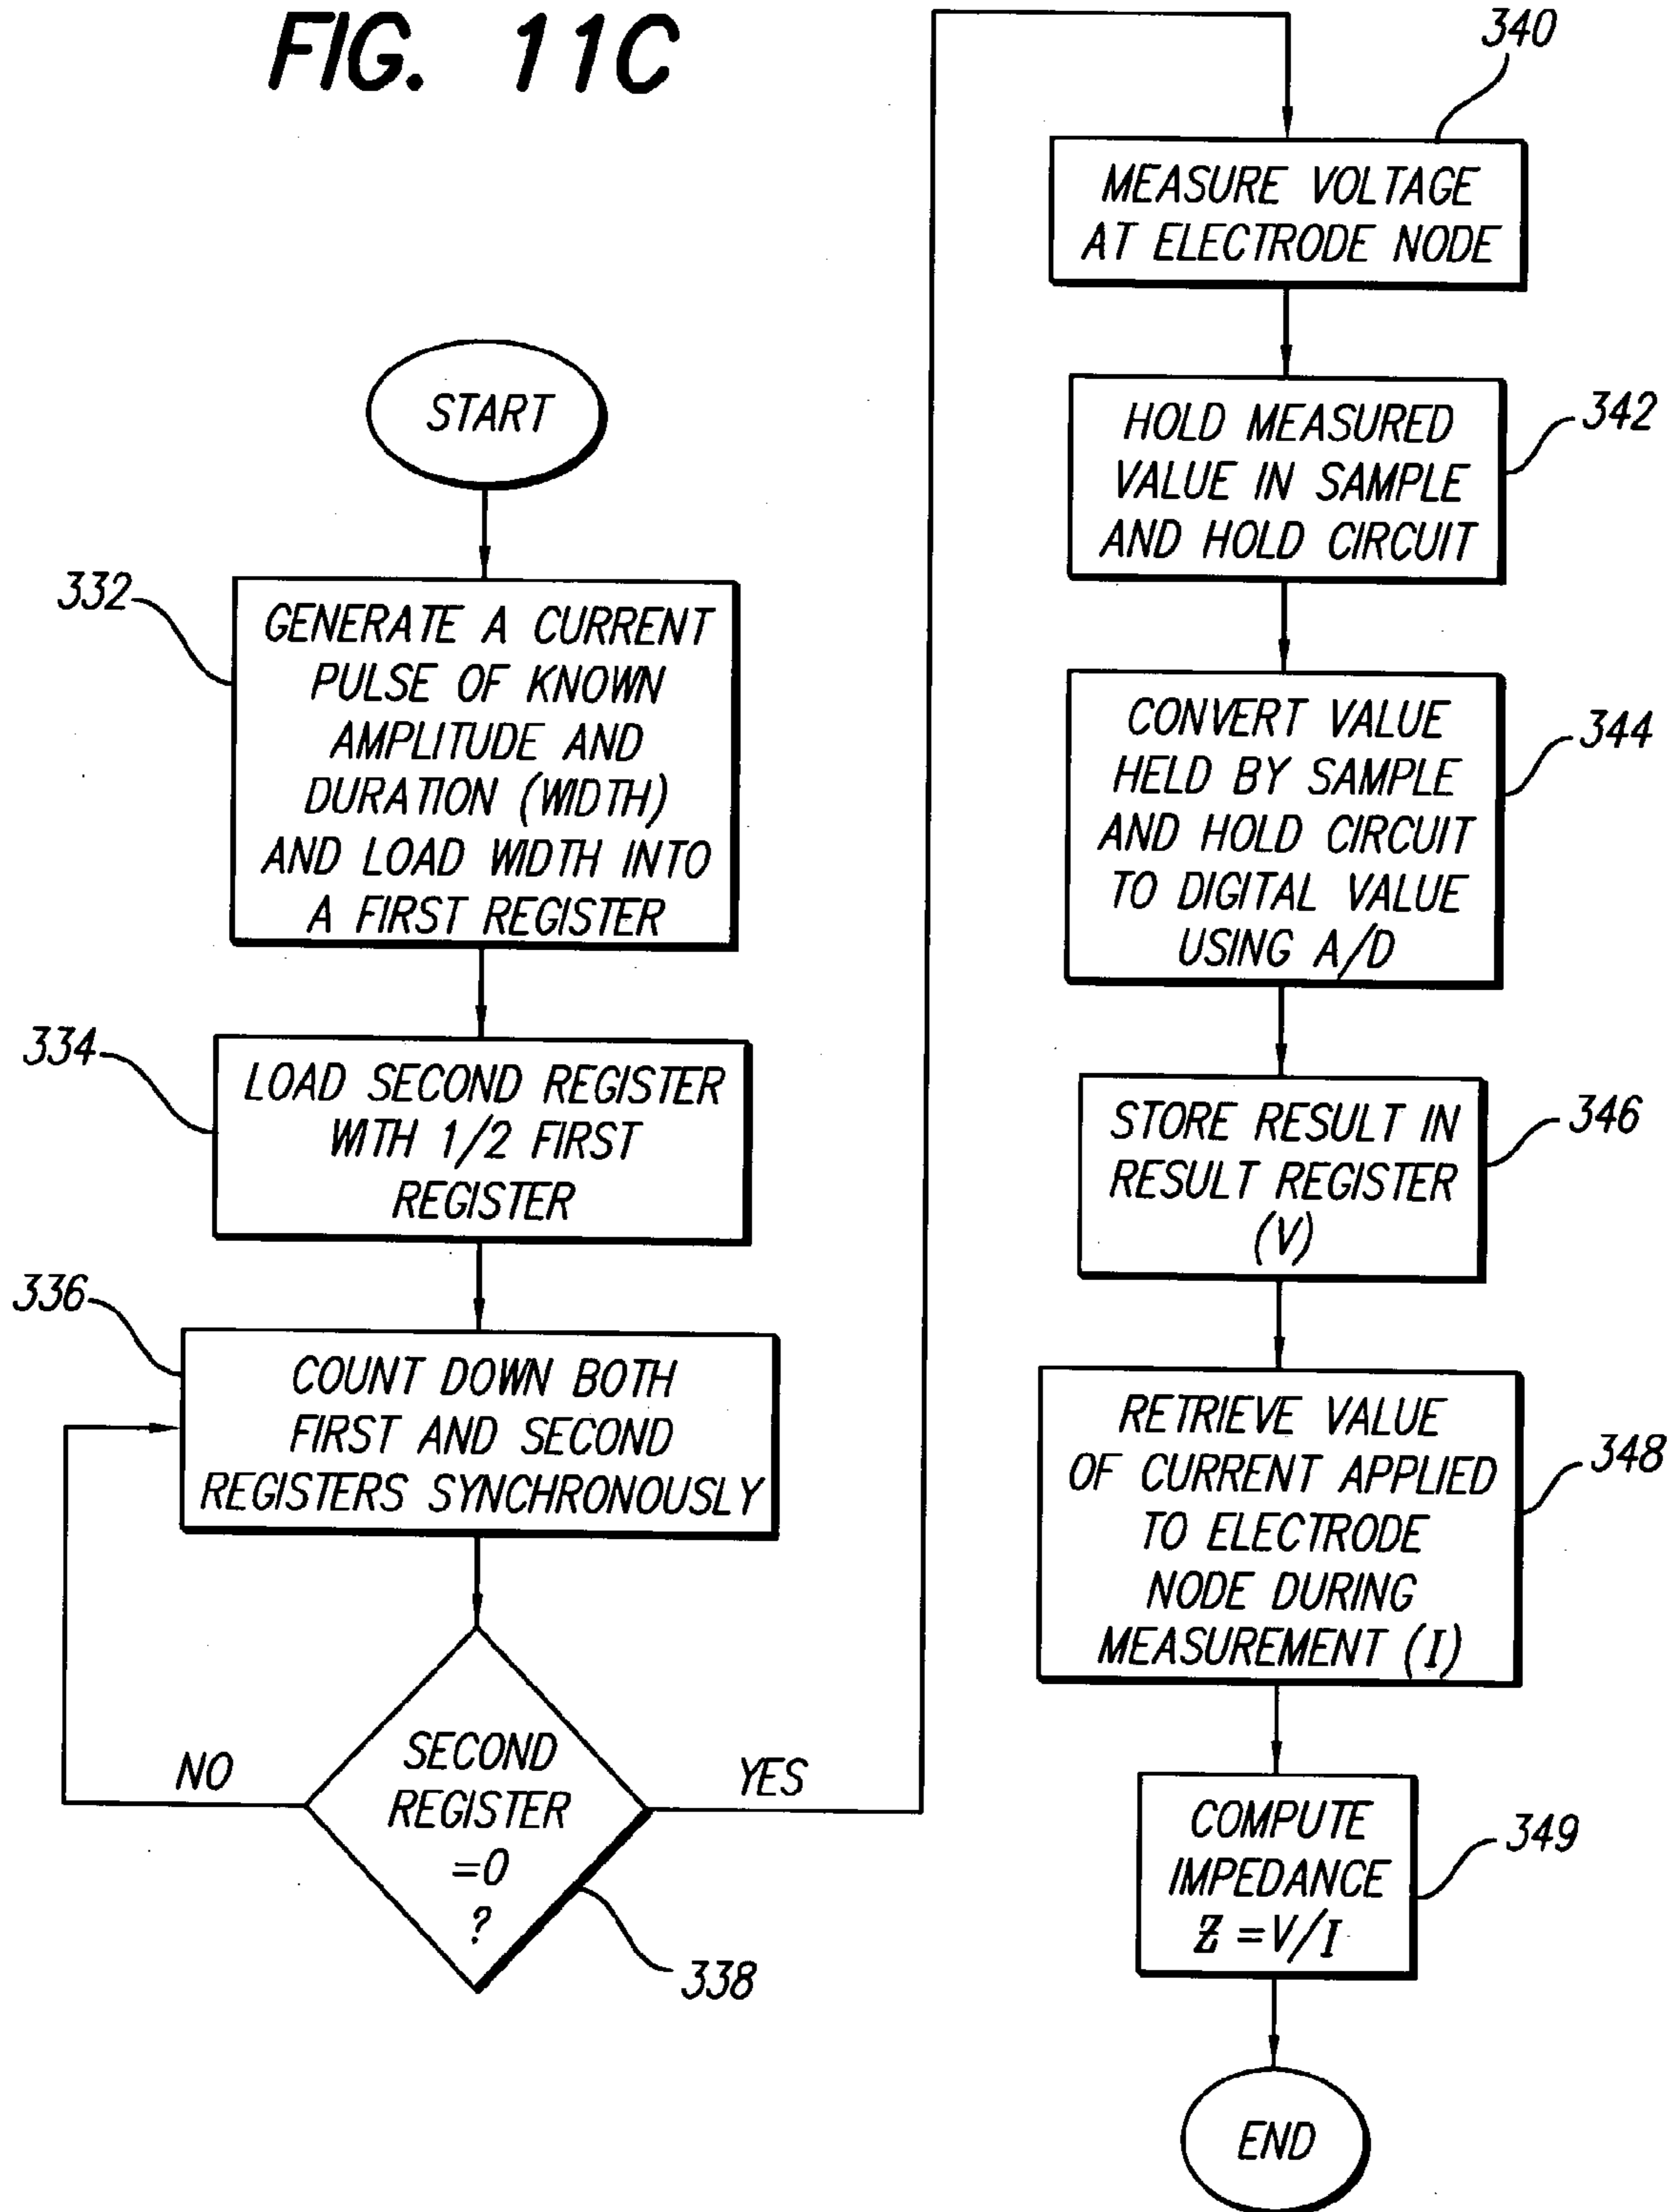 FIG. 11C
START
332
GENERATE A CURRENT
PULSE OF KNOWN
AMPLITUDE AND
DURATION (WIDTH)
AND LOAD WIDTH INTO
A FIRST REGISTER
334
LOAD SECOND REGISTER
WITH 1/2 FIRST
REGISTER
336
COUNT DOWN BOTH
FIRST AND SECOND
REGISTERS SYNCHRONOUSLY
SECOND
REGISTER
=0
?
NO
YES
338
340
MEASURE VOLTAGE
AT ELECTRODE NODE
HOLD MEASURED
VALUE IN SAMPLE
AND HOLD CIRCUIT
342
CONVERT VALUE
HELD BY SAMPLE
AND HOLD CIRCUIT
TO DIGITAL VALUE
USING A/D
344
STORE RESULT IN
RESULT REGISTER
(V)
346
RETRIEVE VALUE
OF CURRENT APPLIED
TO ELECTRODE
NODE DURING
MEASUREMENT (I)
348
COMPUTE
IMPEDANCE
Z =V/I
349
END